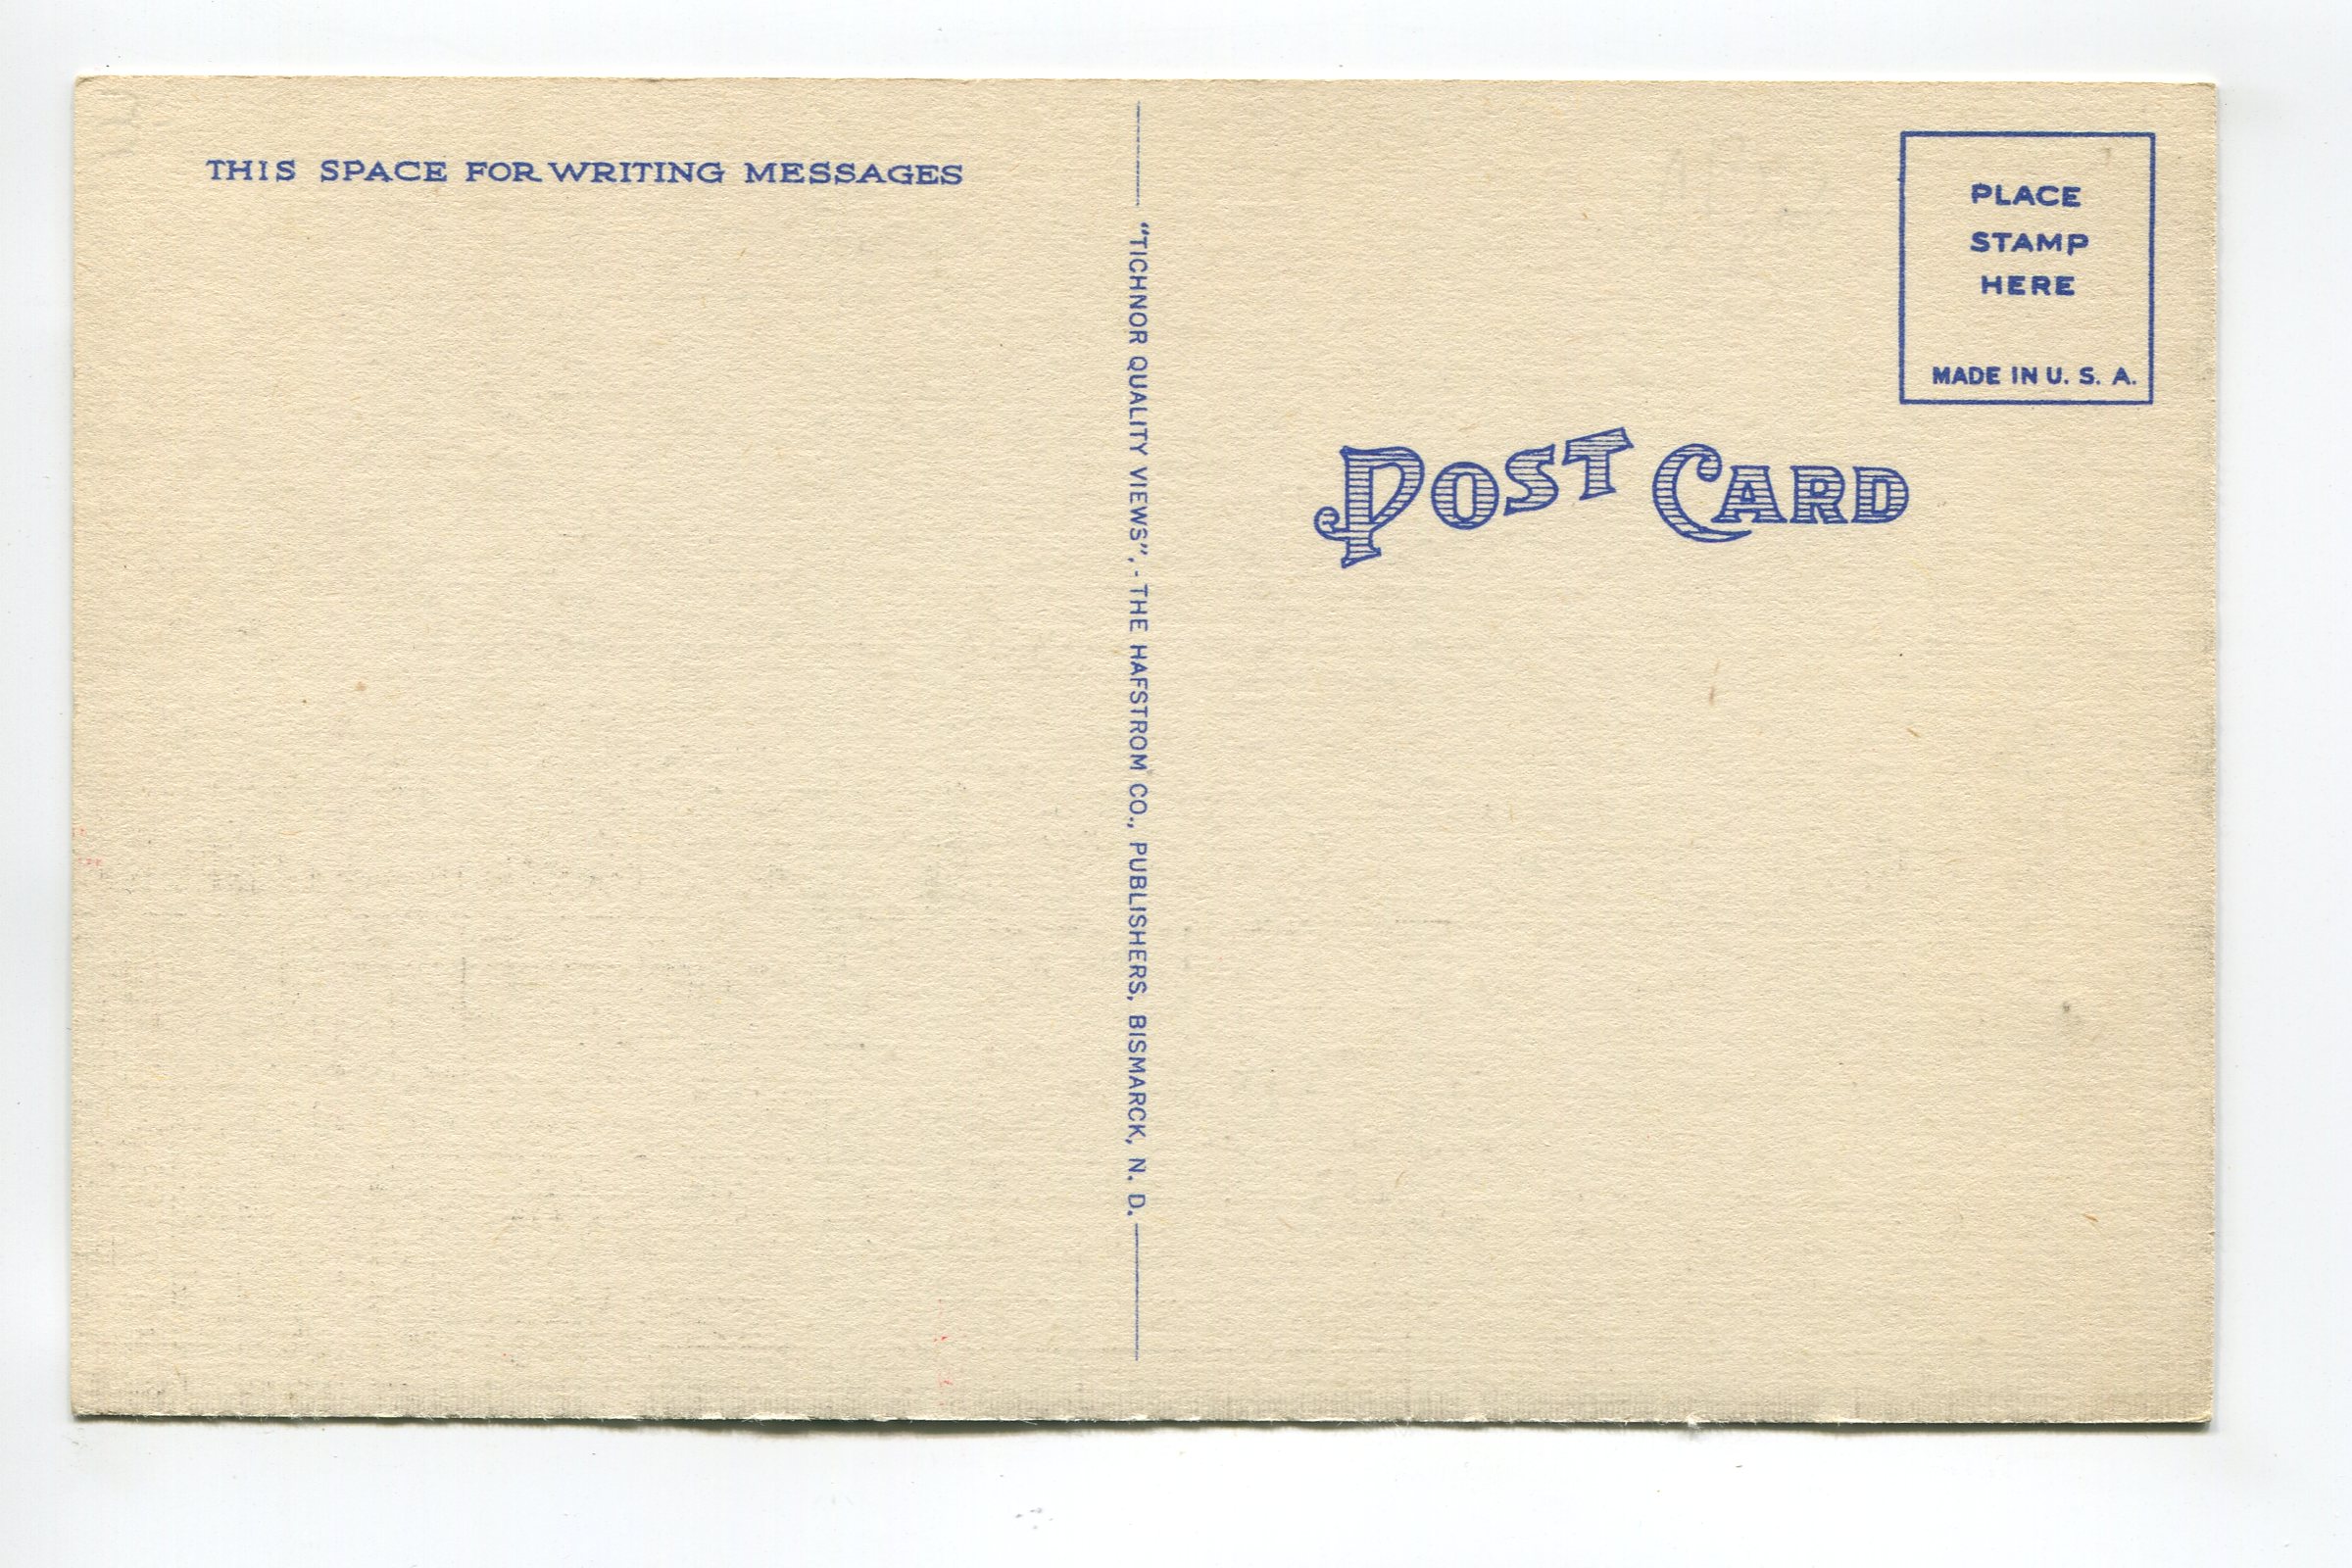 THIS SPACE FOR WRITING MESSAGES
"TICHNOR QUALITY VIEWS",- THE HAFSTROM CO., PUBLISHERS, BISMARCK, N. D.
PLACE
STAMP
HERE
MADE IN U. S. A.
POST CARD